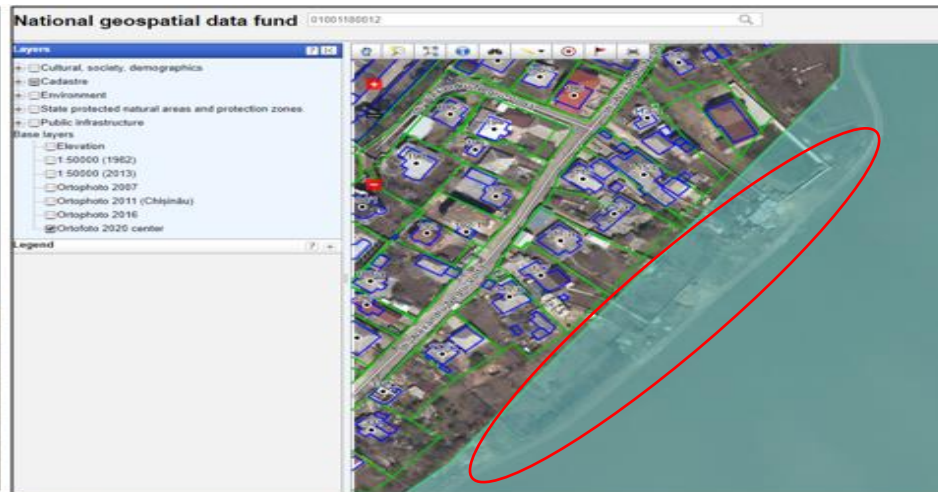 National geospatial data fund 01001180012
Layers
Cultural, society, demographics
Cadastre
Environment
State protected natural areas and protection zones
Public Infrastructure
Base layers
Elevation
1:50000 (1982)
1:50000 (2013)
Ortophoto 2007
Ortophoto 2011 (Chişinău)
Ortophoto 2016
Ortofoto 2020 center
Legend